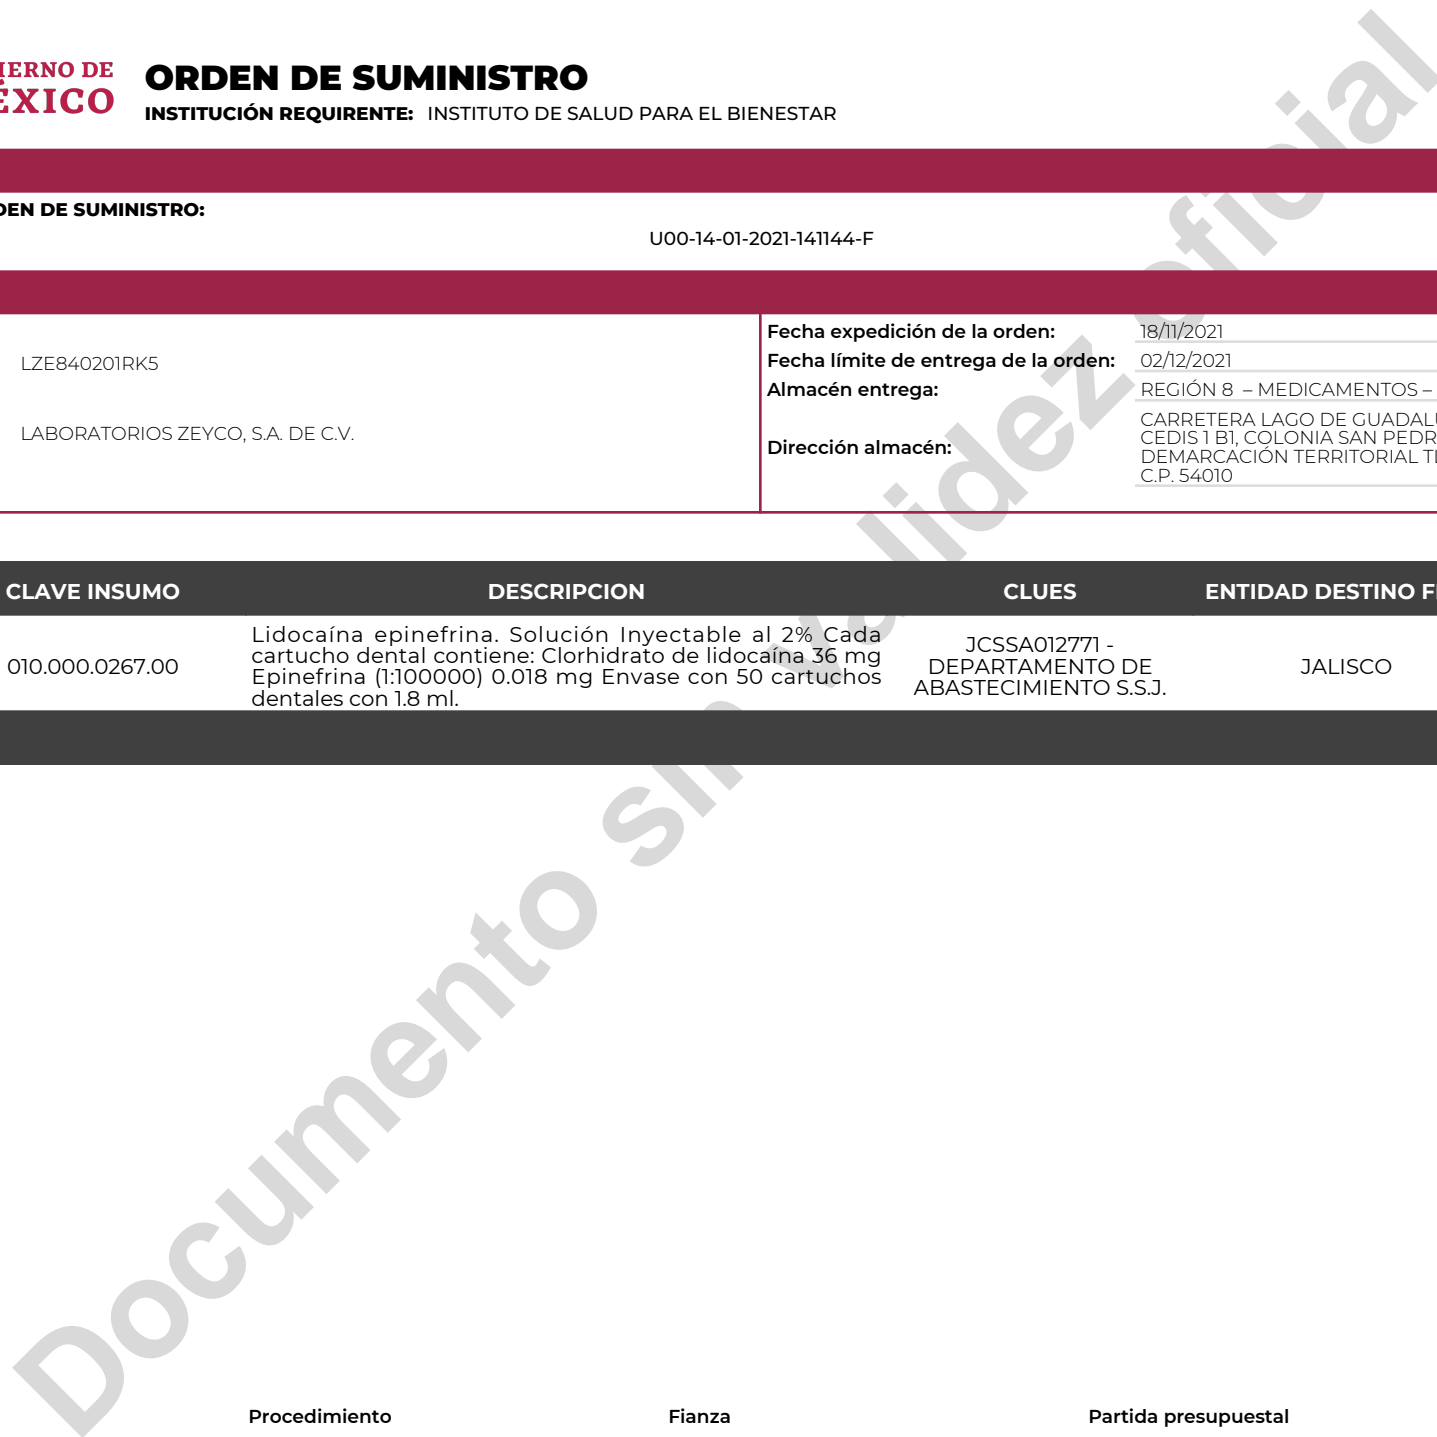 IERNO DE
ÉXICO
ORDEN DE SUMINISTRO
INSTITUCIÓN REQUIRENTE: INSTITUTO DE SALUD PARA EL BIENESTAR
DEN DE SUMINISTRO:
U00-14-01-2021-141144-F
LZE840201RK5
LABORATORIOS ZEYCO, S.A. DE C.V.
Fecha expedición de la orden: 18/11/2021
Fecha límite de entrega de la orden: 02/12/2021
Almacén entrega: REGIÓN 8 – MEDICAMENTOS –
Dirección almacén:
CARRETERA LAGO DE GUADALU
CEDIS 1 B1, COLONIA SAN PEDR
DEMARCACIÓN TERRITORIAL TL
C.P. 54010
CLAVE INSUMO DESCRIPCION CLUES ENTIDAD DESTINO FI
010.000.0267.00
Lidocaína epinefrina. Solución Inyectable al 2% Cada
cartucho dental contiene: Clorhidrato de lidocaína 36 mg
Epinefrina (1:100000) 0.018 mg Envase con 50 cartuchos
dentales con 1.8 ml.
JCSSA012771 -
DEPARTAMENTO DE
ABASTECIMIENTO S.S.J.
JALISCO
Documento sin validez oficial
Procedimiento Fianza Partida presupuestal